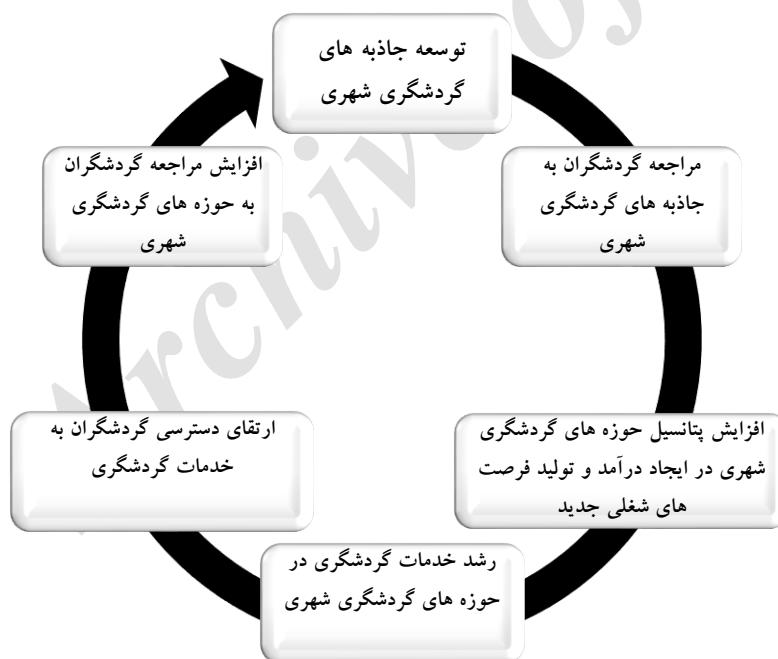 توسعه جاذبه های
گردشگری شهری
مراجعه گردشگران به
جاذبه های گردشگری
شهری
افزایش پتانسیل حوزه های گردشگری
شهری در ایجاد درآمد و تولید فرصت
های شغلی جدید
رشد خدمات گردشگری در
حوزه های گردشگری شهری
ارتقای دسترسی گردشگران به
خدمات گردشگری
افزایش مراجعه گردشگران
به حوزه های گردشگری
شهری